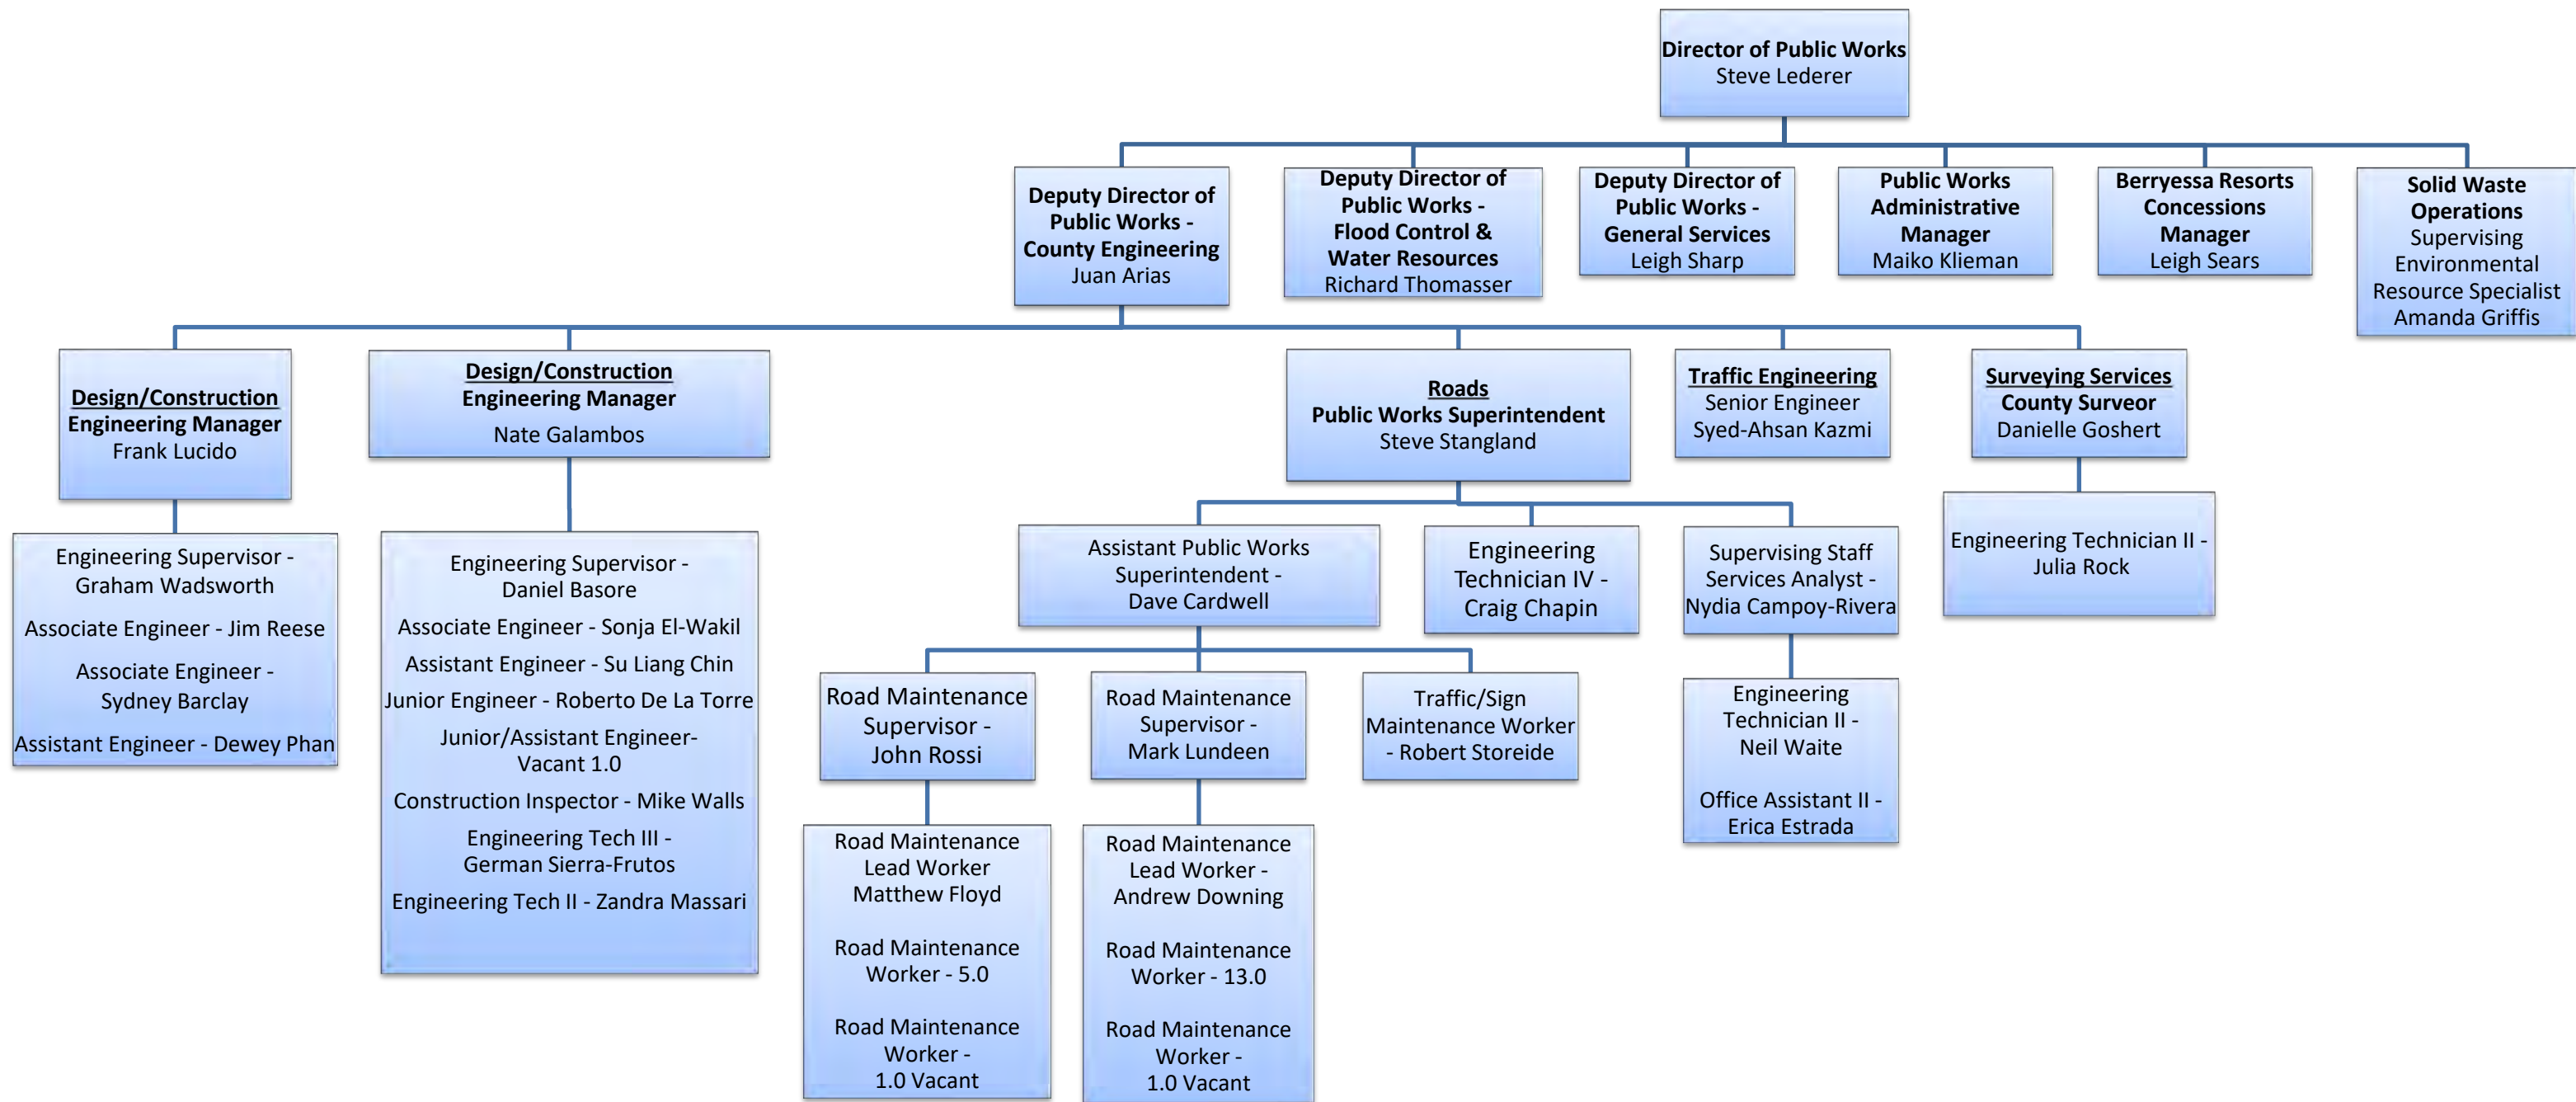 Director of Public Works
Steve Lederer
Deputy Director of
Public Works -
County Engineering
Juan Arias
Deputy Director of
Public Works -
Flood Control &
Water Resources
Richard Thomasser
Deputy Director of
Public Works -
General Services
Leigh Sharp
Public Works
Administrative
Manager
Maiko Klieman
Berryessa Resorts
Concessions
Manager
Leigh Sears
Solid Waste
Operations
Supervising
Environmental
Resource Specialist
Amanda Griffis
Design/Construction
Engineering Manager
Frank Lucido
Design/Construction
Engineering Manager
Nate Galambos
Roads
Public Works Superintendent
Steve Stangland
Traffic Engineering
Senior Engineer
Syed-Ahsan Kazmi
Surveying Services
County Surveor
Danielle Goshert
Engineering Supervisor -
Graham Wadsworth
Associate Engineer - Jim Reese
Associate Engineer -
Sydney Barclay
Assistant Engineer - Dewey Phan
Engineering Supervisor -
Daniel Basore
Associate Engineer - Sonja El-Wakil
Assistant Engineer - Su Liang Chin
Junior Engineer - Roberto De La Torre
Junior/Assistant Engineer-
Vacant 1.0
Construction Inspector - Mike Walls
Engineering Tech III -
German Sierra-Frutos
Engineering Tech II - Zandra Massari
Assistant Public Works
Superintendent -
Dave Cardwell
Engineering
Technician IV -
Craig Chapin
Supervising Staff
Services Analyst -
Nydia Campoy-Rivera
Engineering Technician II -
Julia Rock
Road Maintenance
Supervisor -
John Rossi
Road Maintenance
Supervisor -
Mark Lundeen
Traffic/Sign
Maintenance Worker
- Robert Storeide
Engineering
Technician II -
Neil Waite
Office Assistant II -
Erica Estrada
Road Maintenance
Lead Worker
Matthew Floyd
Road Maintenance
Worker - 5.0
Road Maintenance
Worker -
1.0 Vacant
Road Maintenance
Lead Worker -
Andrew Downing
Road Maintenance
Worker - 13.0
Road Maintenance
Worker -
1.0 Vacant